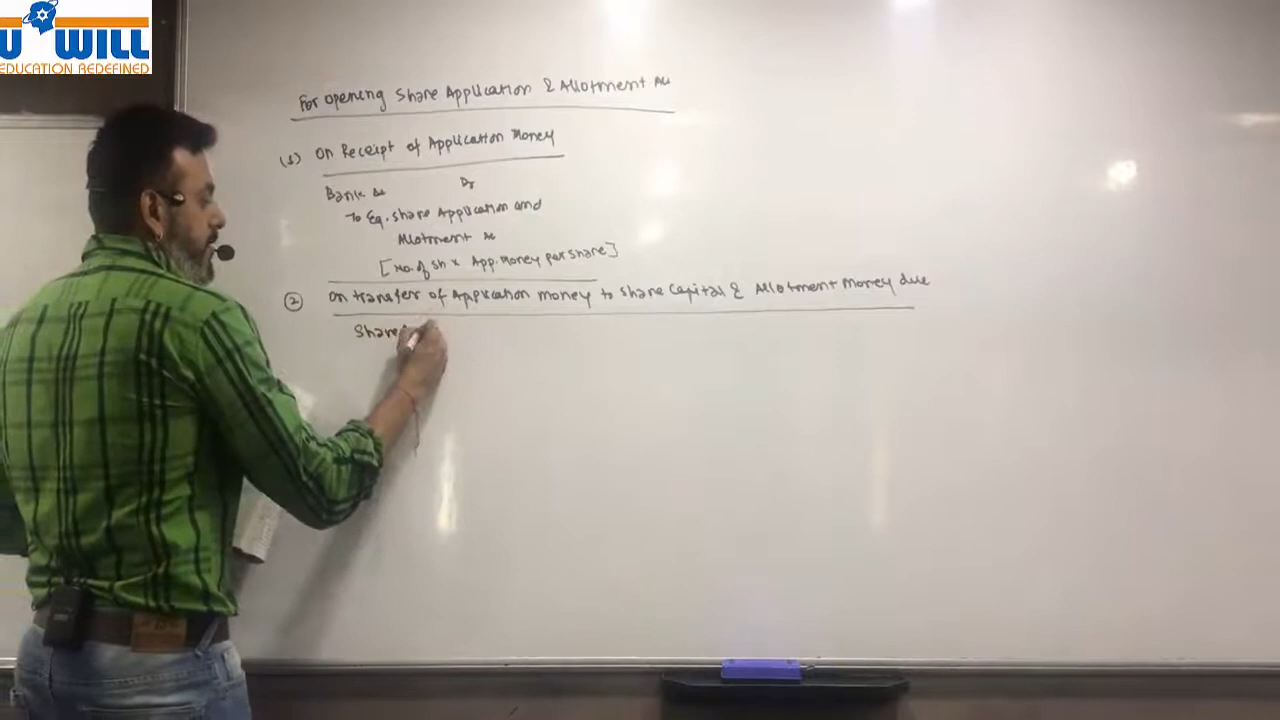 U WILL
EDUCATION REDEFINED
For opening Share Application & Allotment A/c
(1) On Receipt of Application Money
Bank A/c Dr
To Eq. Share Application and
Allotment A/c
[No. of Sh x App. Money per share]
② On transfer of Application money to Share Capital & Allotment Money due
Share